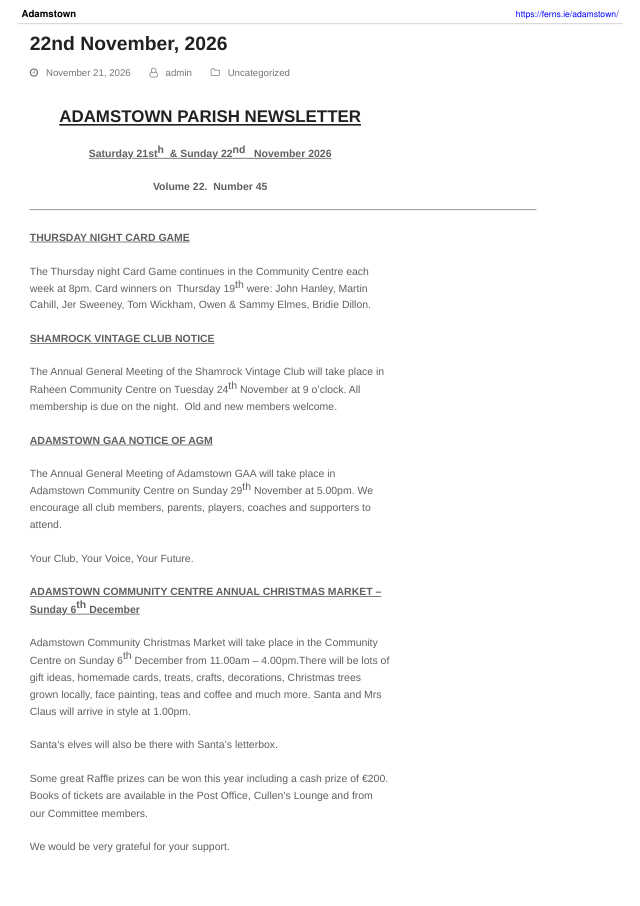 Adamstown https://ferns.ie/adamstown/
22nd November, 2026
November 21, 2026 admin Uncategorized
ADAMSTOWN PARISH NEWSLETTER
Saturday 21sth & Sunday 22nd November 2026
Volume 22. Number 45
THURSDAY NIGHT CARD GAME
The Thursday night Card Game continues in the Community Centre each
week at 8pm. Card winners on Thursday 19th were: John Hanley, Martin
Cahill, Jer Sweeney, Tom Wickham, Owen & Sammy Elmes, Bridie Dillon.
SHAMROCK VINTAGE CLUB NOTICE
The Annual General Meeting of the Shamrock Vintage Club will take place in
Raheen Community Centre on Tuesday 24th November at 9 o'clock. All
membership is due on the night. Old and new members welcome.
ADAMSTOWN GAA NOTICE OF AGM
The Annual General Meeting of Adamstown GAA will take place in
Adamstown Community Centre on Sunday 29th November at 5.00pm. We
encourage all club members, parents, players, coaches and supporters to
attend.
Your Club, Your Voice, Your Future.
ADAMSTOWN COMMUNITY CENTRE ANNUAL CHRISTMAS MARKET –
Sunday 6th December
Adamstown Community Christmas Market will take place in the Community
Centre on Sunday 6th December from 11.00am – 4.00pm.There will be lots of
gift ideas, homemade cards, treats, crafts, decorations, Christmas trees
grown locally, face painting, teas and coffee and much more. Santa and Mrs
Claus will arrive in style at 1.00pm.
Santa's elves will also be there with Santa's letterbox.
Some great Raffle prizes can be won this year including a cash prize of €200.
Books of tickets are available in the Post Office, Cullen's Lounge and from
our Committee members.
We would be very grateful for your support.